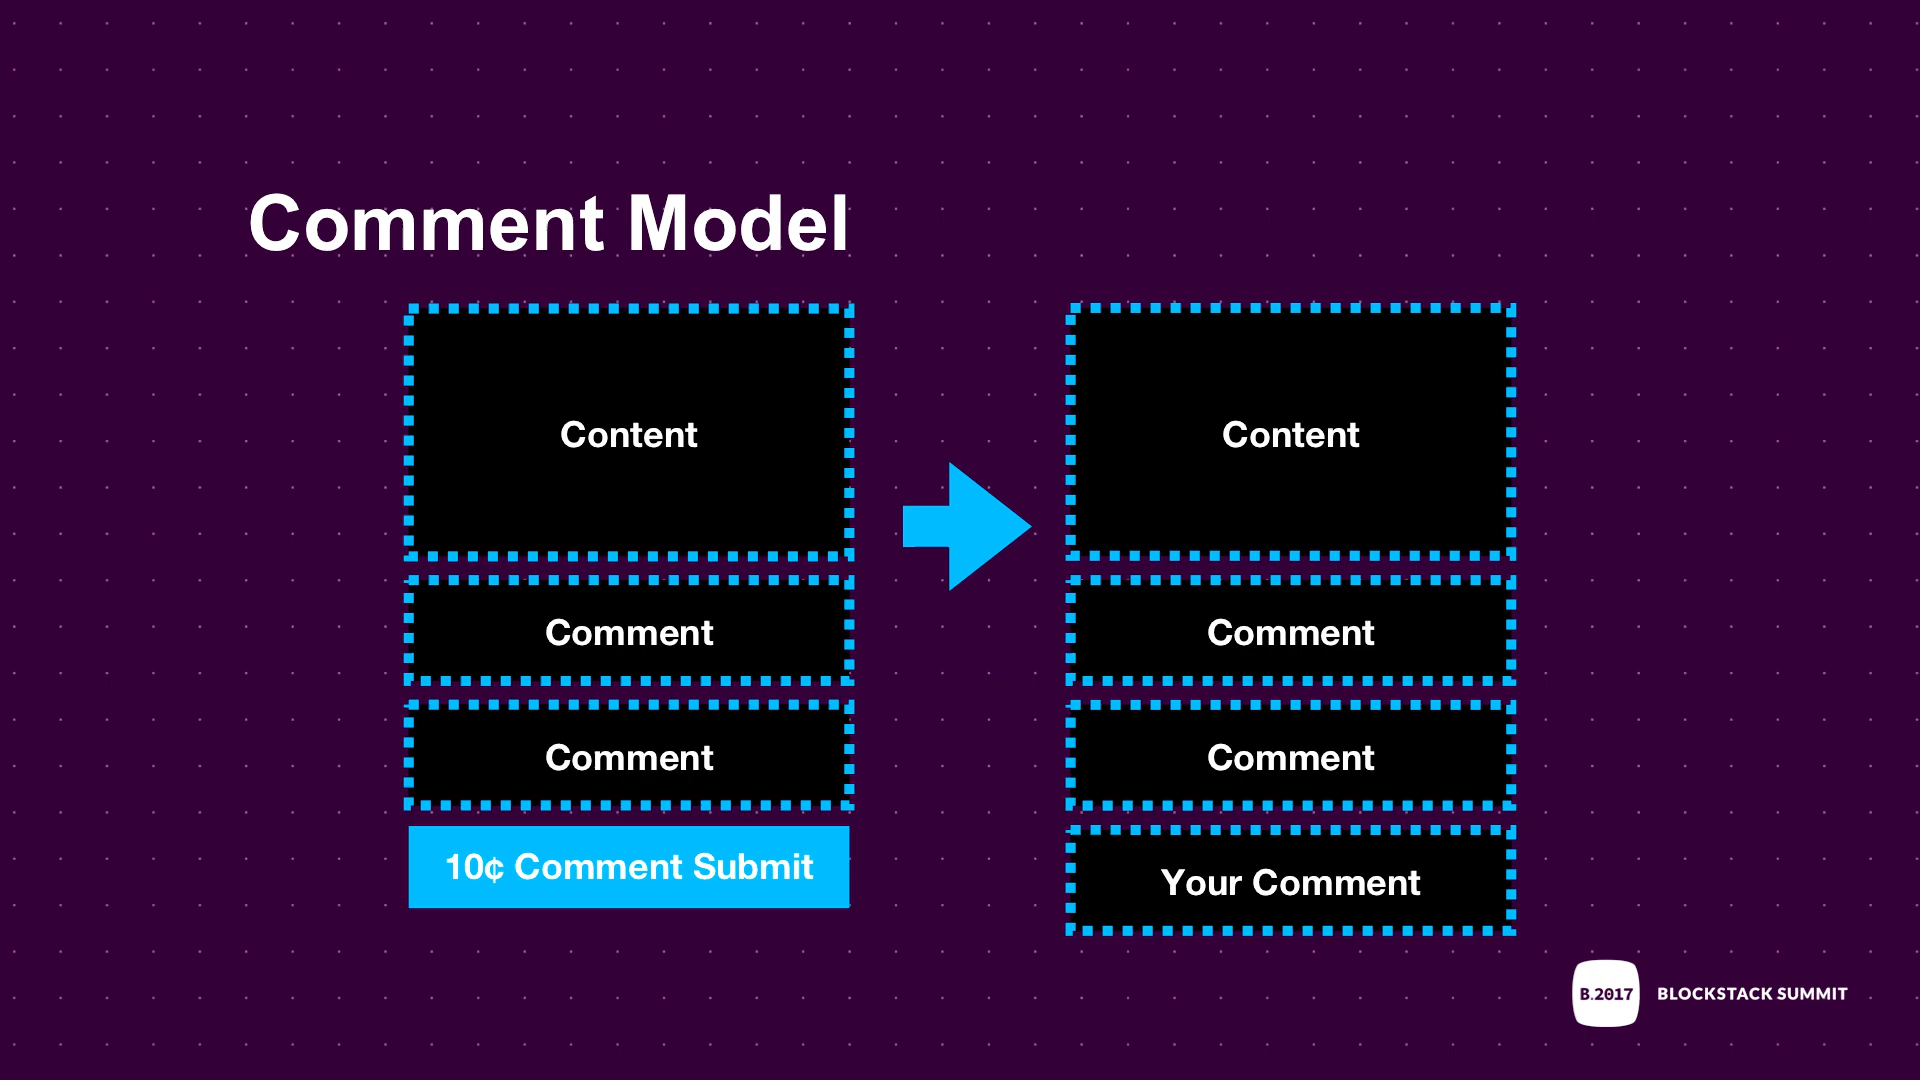 Comment Model
Content
Comment
Comment
10¢ Comment Submit
Content
Comment
Comment
Your Comment
B.2017 BLOCKSTACK SUMMIT